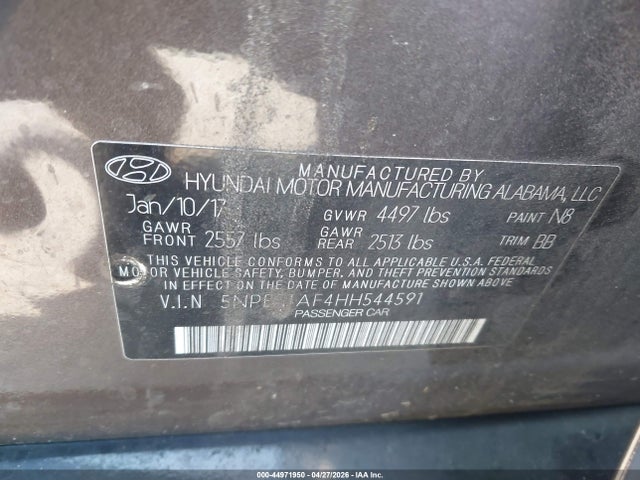 MANUFACTURED BY
HYUNDAI MOTOR MANUFACTURING ALABAMA, LLC
Jan/10/17 GVWR 4497 lbs PAINT N8
GAWR FRONT 2557 lbs GAWR REAR 2513 lbs TRIM BB
THIS VEHICLE CONFORMS TO ALL APPLICABLE U.S.A. FEDERAL
MOTOR VEHICLE SAFETY, BUMPER, AND THEFT PREVENTION
STANDARDS IN EFFECT ON THE DATE OF MANUFACTURE SHOWN ABOVE.
V.I.N
PASSENGER CAR
000-44971950 04/27/2026 - © IAA Inc.